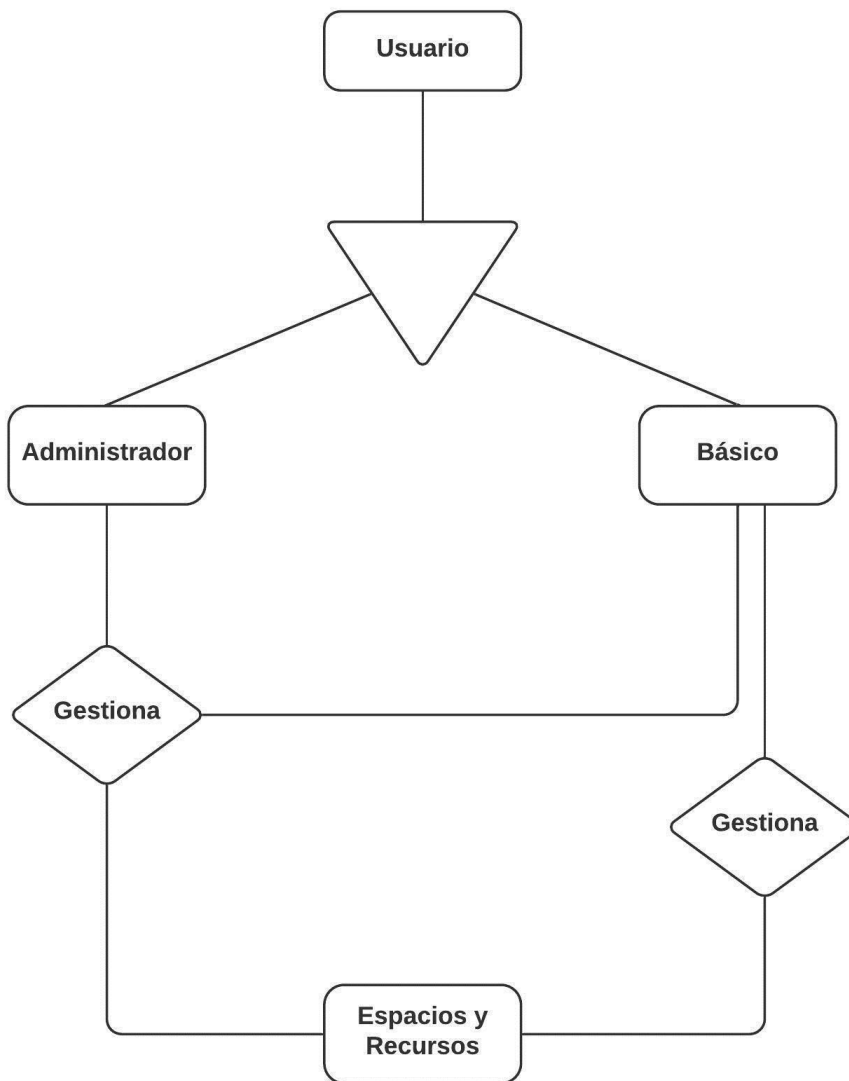 Usuario
Administrador
Básico
Gestiona
Gestiona
Espacios y
Recursos